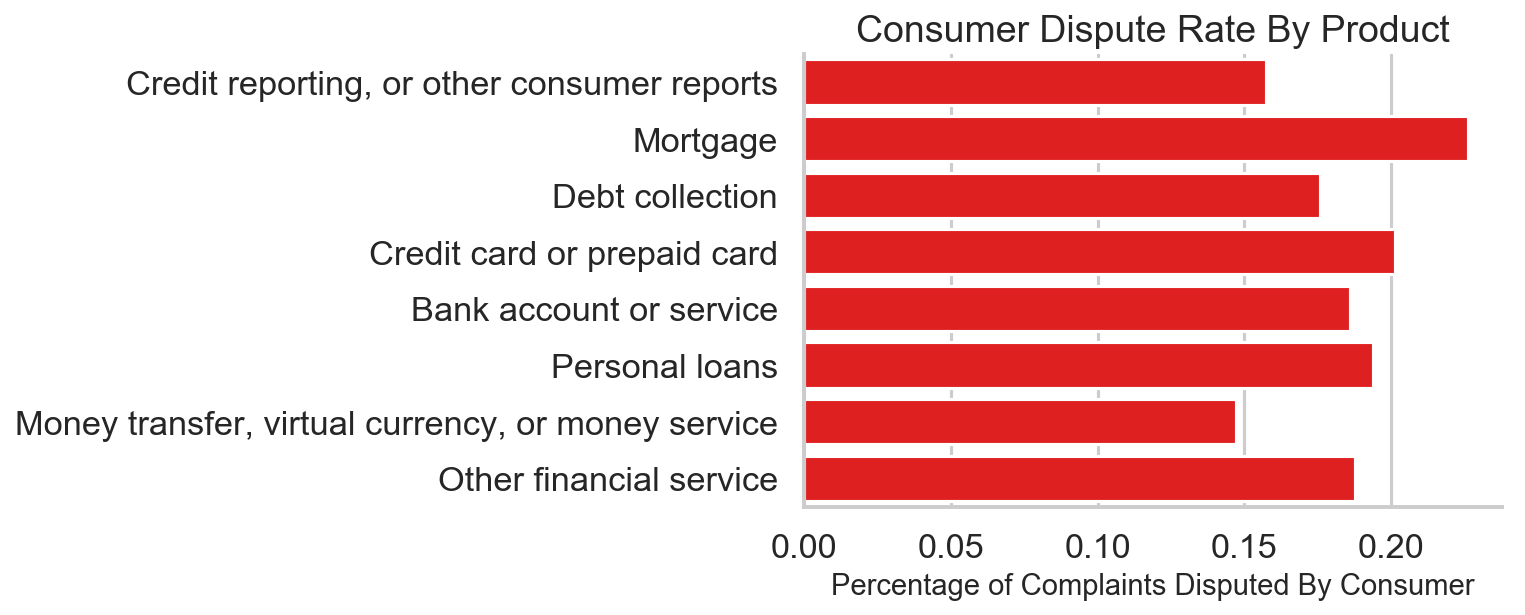 Consumer Dispute Rate By Product
Credit reporting, or other consumer reports
Mortgage
Debt collection
Credit card or prepaid card
Bank account or service
Personal loans
Money transfer, virtual currency, or money service
Other financial service
0.00 0.05 0.10 0.15 0.20
Percentage of Complaints Disputed By Consumer